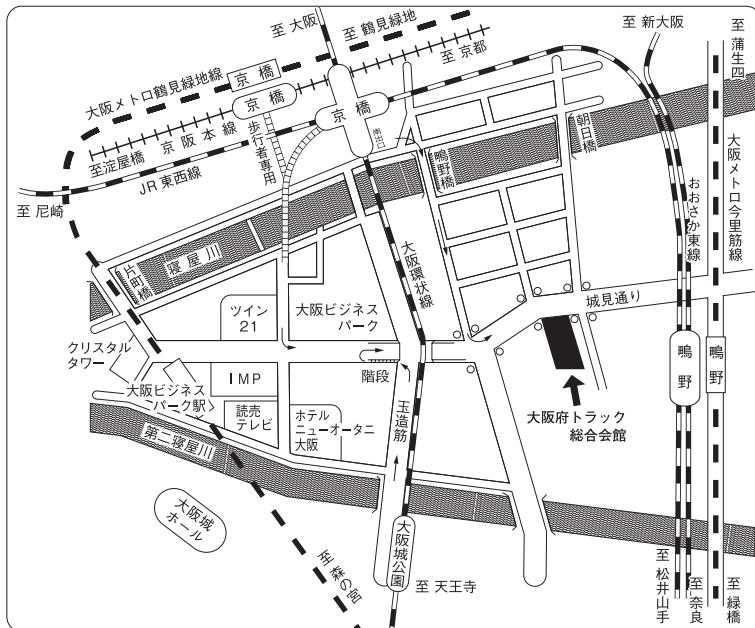 至 大阪
至 鶴見緑地
至 京都
至 新大阪
至 蒲生四
大阪メトロ鶴見緑地線
京橋
京橋
京橋
京阪本線
至淀屋橋
JR東西線
至 尼崎
歩行者専用
南出口
鴫野橋
朝日橋
大阪メトロ今里筋線
おおさか東線
片町橋
寝屋川
大阪環状線
城見通り
ツイン
21
大阪ビジネス
パーク
クリスタル
タワー
大阪ビジネス
パーク駅
IMP
階段
鴫野
鴫野
読売
テレビ
ホテル
ニューオータニ
大阪
玉造筋
大阪府トラック
総合会館
第二寝屋川
大阪城
ホール
大阪城公園
至 森の宮
至 天王寺
至 松井山手
至 奈良
至 緑橋